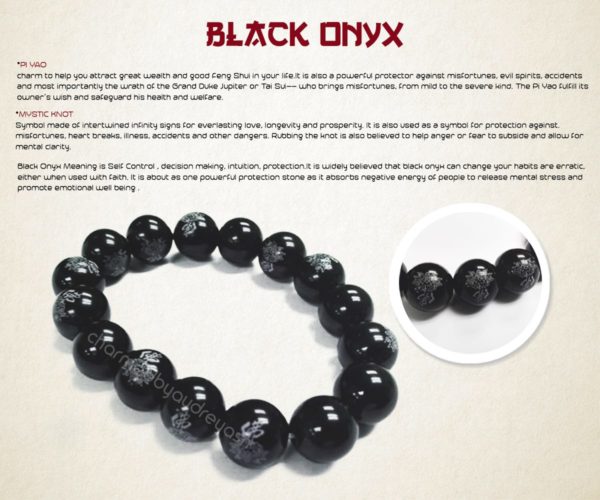 BLACK ONYX
*PI YAO
charm to help you attract great wealth and good feng Shui in your life.It is also a powerful protector against misfortunes, evil spirits, accidents
and most importantly the wrath of the Grand Duke Jupiter or Tai Sui-- who brings misfortunes, from mild to the severe kind. The Pi Yao fulfill its
owner's wish and safeguard his health and welfare.
*MYSTIC KNOT
Symbol made of intertwined infinity signs for everlasting love, longevity and prosperity. It is also used as a symbol for protection against.
misfortunes, heart breaks, illness, accidents and other dangers. Rubbing the knot is also believed to help anger or fear to subside and allow for
mental clarity.
Black Onyx Meaning is Self Control , decision making, intuition, protection.It is widely believed that black onyx can change your habits are erratic,
either when used with faith. It is about as one powerful protection stone as it absorbs negative energy of people to release mental stress and
promote emotional well being .